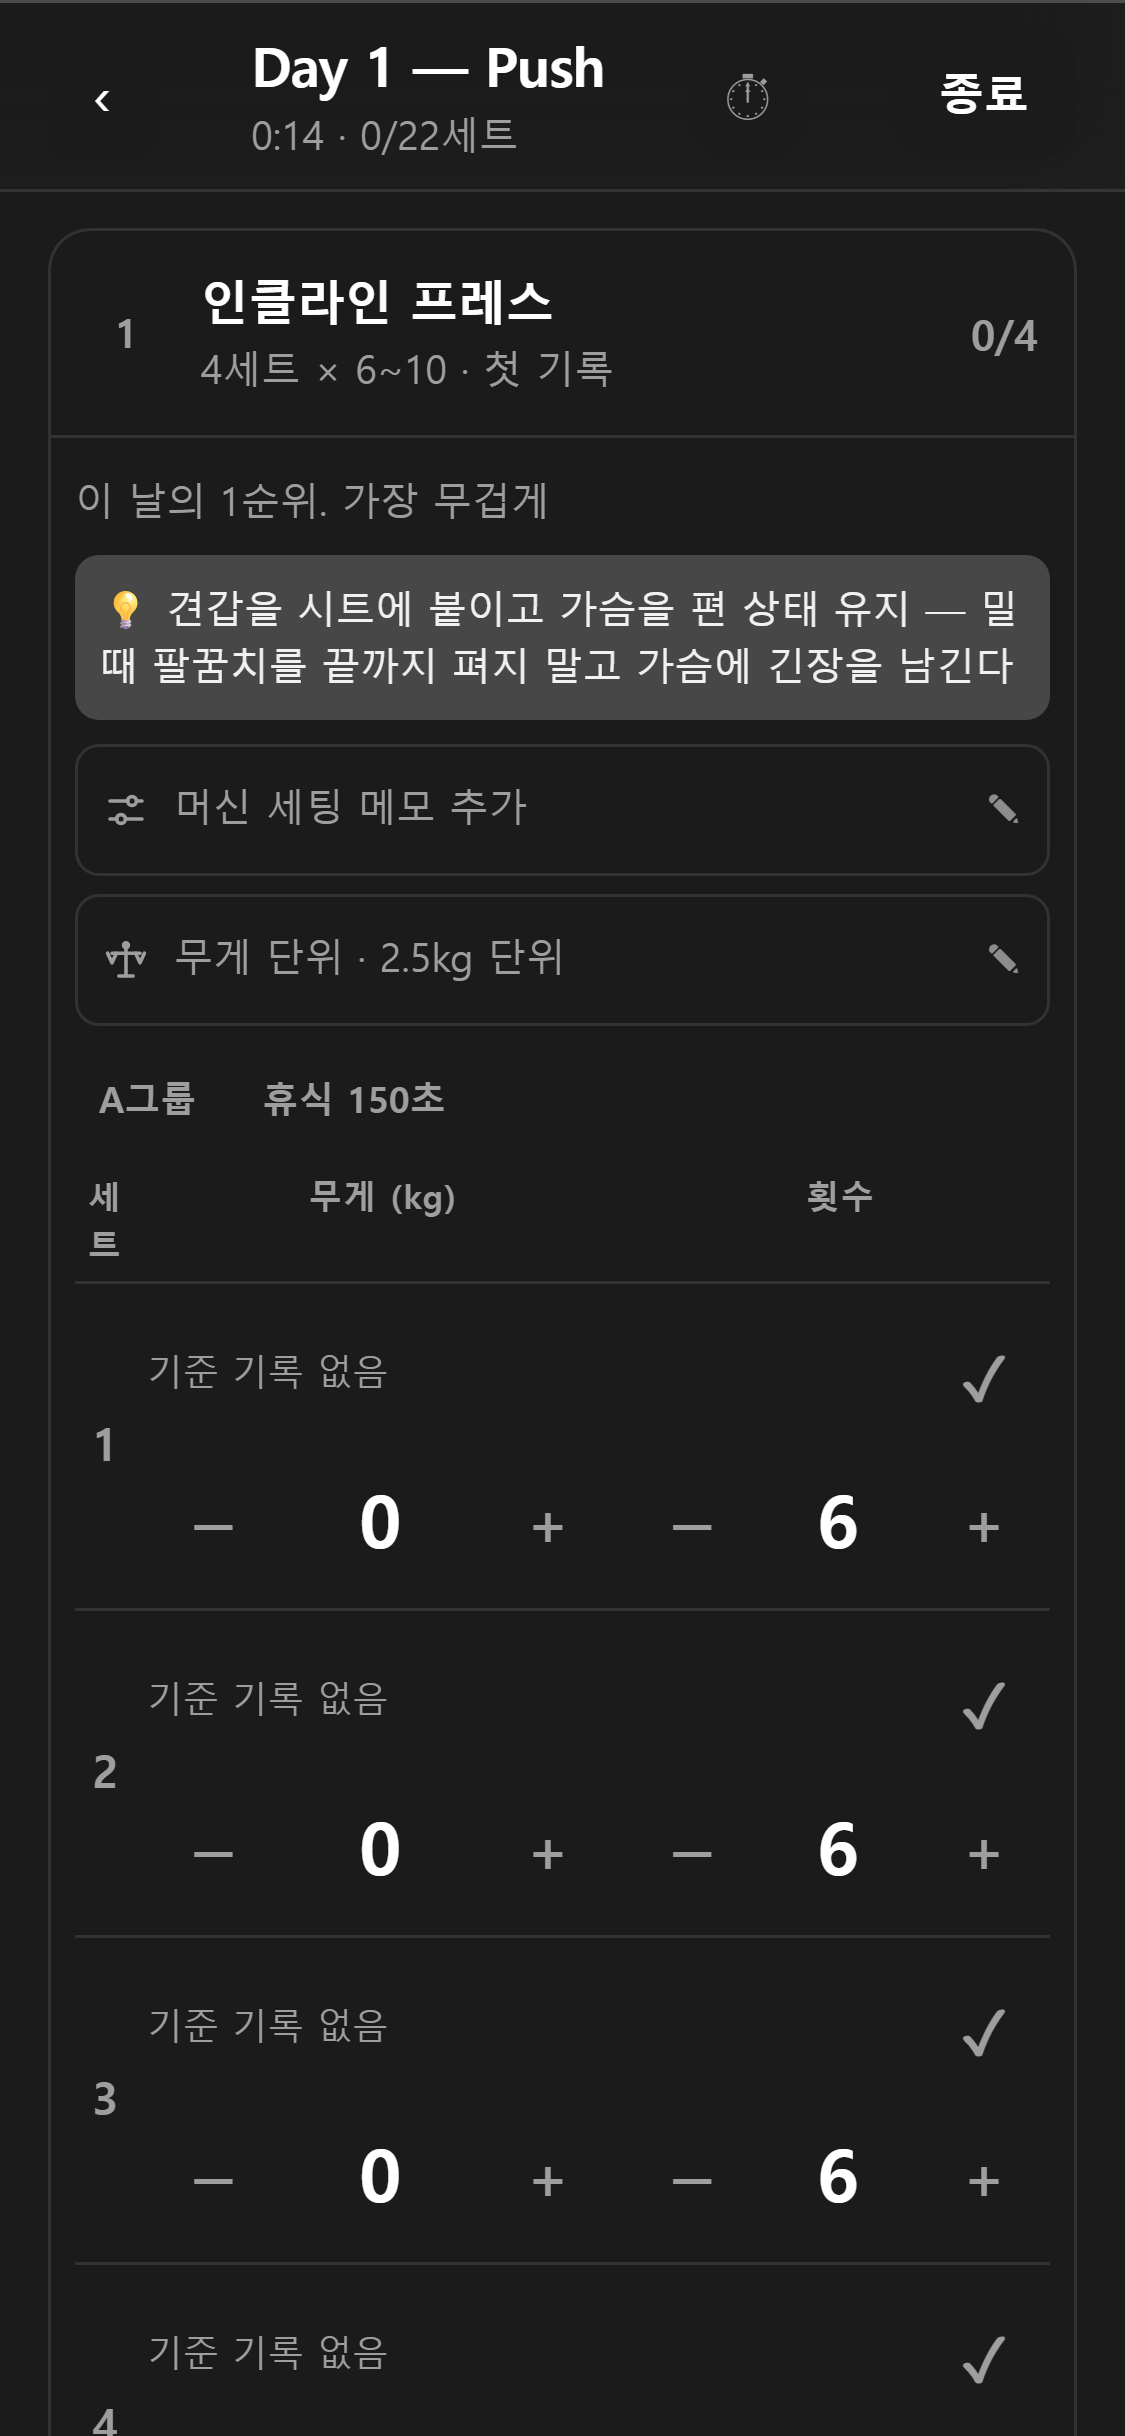 ‹
Day 1 — Push
0:14 · 0/22세트
종료
1
인클라인 프레스
4세트 × 6~10 · 첫 기록
0/4
이 날의 1순위. 가장 무겁게
💡 견갑을 시트에 붙이고 가슴을 편 상태 유지 — 밀
때 팔꿈치를 끝까지 펴지 말고 가슴에 긴장을 남긴다
머신 세팅 메모 추가
무게 단위 · 2.5kg 단위
A그룹 휴식 150초
세트 무게 (kg) 횟수
기준 기록 없음 ✓
1
— 0 + — 6 +
기준 기록 없음 ✓
2
— 0 + — 6 +
기준 기록 없음 ✓
3
— 0 + — 6 +
기준 기록 없음 ✓
4